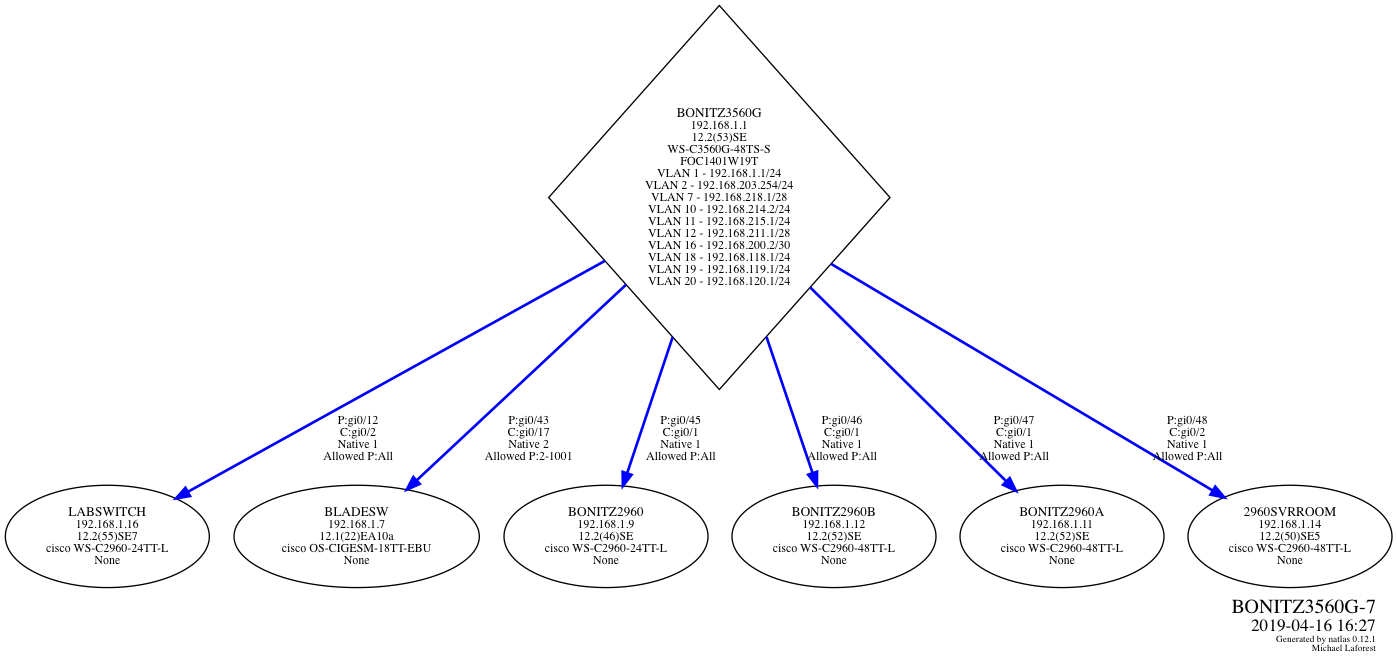 BONITZ3560G
192.168.1.1
12.2(53)SE
WS-C3560G-48TS-S
FOC1401W19T
VLAN 1 - 192.168.1.1/24
VLAN 2 - 192.168.203.254/24
VLAN 7 - 192.168.218.1/28
VLAN 10 - 192.168.214.2/24
VLAN 11 - 192.168.215.1/24
VLAN 12 - 192.168.211.1/28
VLAN 16 - 192.168.200.2/30
VLAN 18 - 192.168.118.1/24
VLAN 19 - 192.168.119.1/24
VLAN 20 - 192.168.120.1/24
P:gi0/12
C:gi0/2
Native 1
Allowed P:All
P:gi0/43
C:gi0/17
Native 2
Allowed P:2-1001
P:gi0/45
C:gi0/1
Native 1
Allowed P:All
P:gi0/46
C:gi0/1
Native 1
Allowed P:All
P:gi0/47
C:gi0/1
Native 1
Allowed P:All
P:gi0/48
C:gi0/2
Native 1
Allowed P:All
LABSWITCH
192.168.1.16
12.2(55)SE7
cisco WS-C2960-24TT-L
None
BLADESW
192.168.1.7
12.1(22)EA10a
cisco OS-CIGESM-18TT-EBU
None
BONITZ2960
192.168.1.9
12.2(46)SE
cisco WS-C2960-24TT-L
None
BONITZ2960B
192.168.1.12
12.2(52)SE
cisco WS-C2960-48TT-L
None
BONITZ2960A
192.168.1.11
12.2(52)SE
cisco WS-C2960-48TT-L
None
2960SVRROOM
192.168.1.14
12.2(50)SE5
cisco WS-C2960-48TT-L
None
BONITZ3560G-7
2019-04-16 16:27
Generated by natlas 0.12.1
Michael Laforest